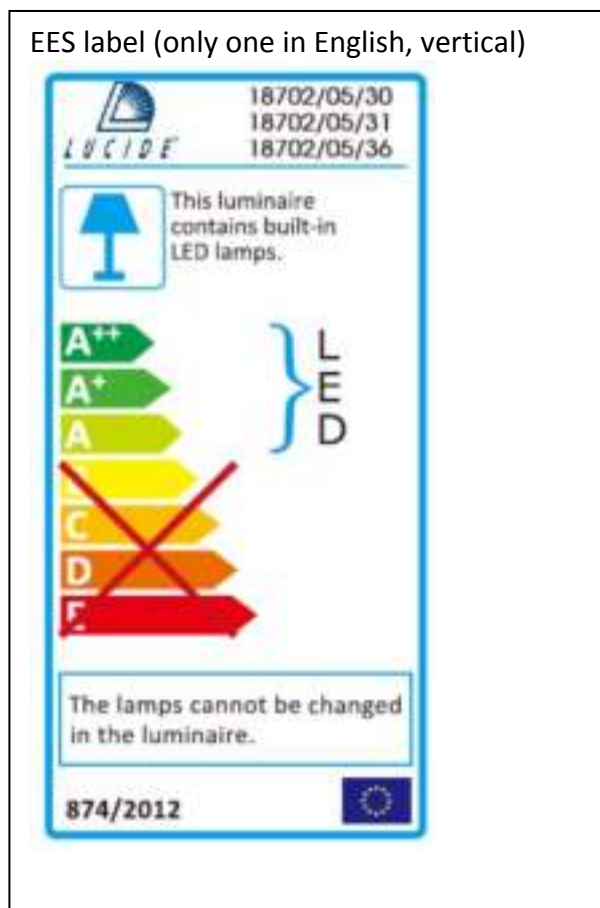 EES label (only one in English, vertical)
LUCIDE
18702/05/30
18702/05/31
18702/05/36
This luminaire
contains built-in
LED lamps.
A++
A+
A
L
E
D
C
D
E
The lamps cannot be changed
in the luminaire.
874/2012